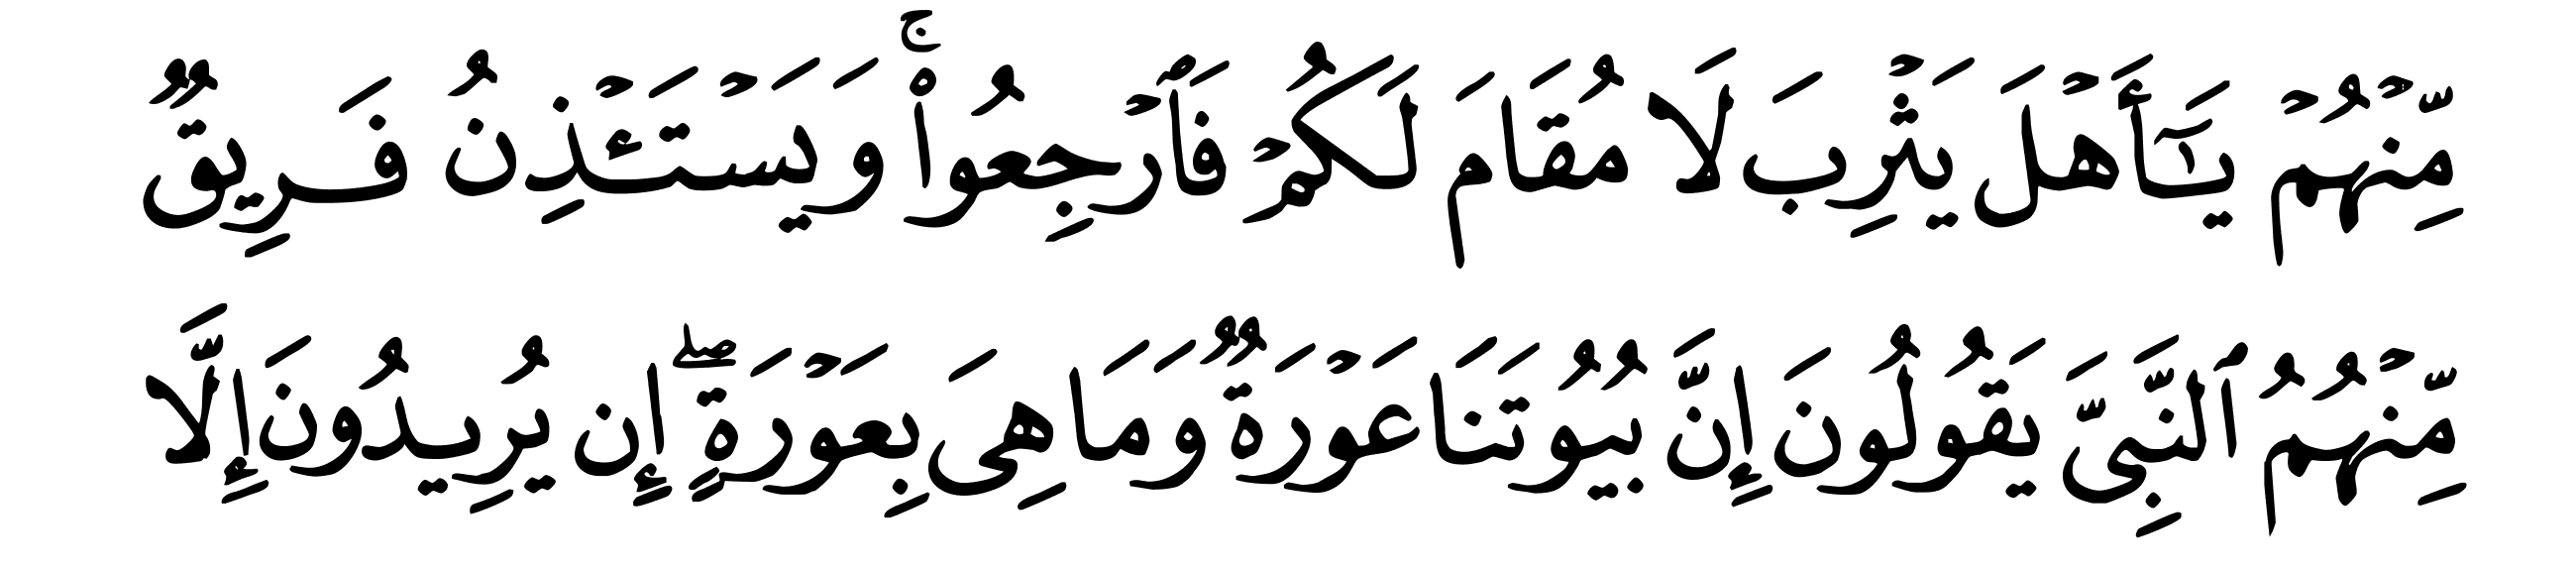 مِّنْهُمْ يَـٰٓأَهْلَ يَثْرِبَ لَا مُقَامَ لَكُمْ فَٱرْجِعُوا۟ ۚ وَيَسْتَـْٔذِنُ فَرِيقٌ
مِّنْهُمُ ٱلنَّبِىَّ يَقُولُونَ إِنَّ بُيُوتَنَا عَوْرَةٌ وَمَا هِىَ بِعَوْرَةٍ ۖ إِن يُرِيدُونَ إِلَّا